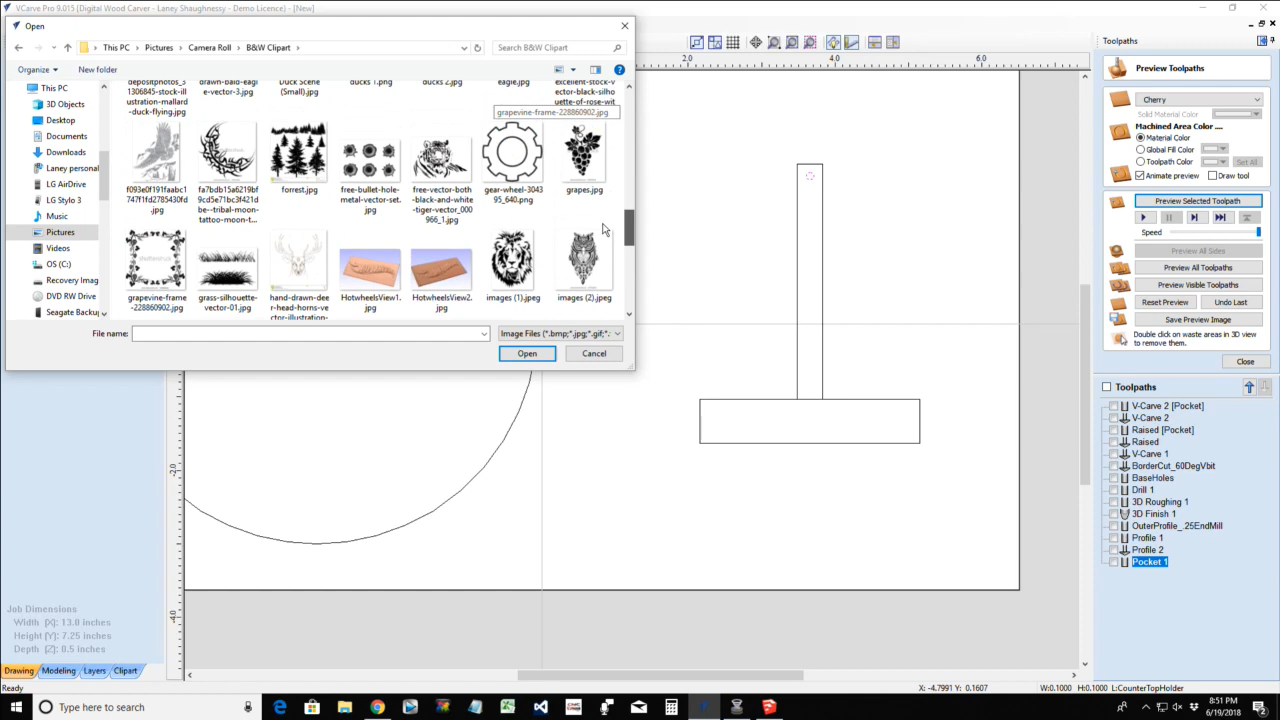 VCarve Pro 9.015 [Digital Wood Carver - Laney Shaughnessy - Demo Licence] - [New]
Open
This PC > Pictures > Camera Roll > B&W Clipart >
Search B&W Clipart
Organize
New folder
This PC
3D Objects
Desktop
Documents
Downloads
Laney personal
LG AirDrive
LG Stylo 3
Music
Pictures
Videos
OS (C:)
Recovery Imag
DVD RW Drive
Seagate Backup
depositphotos_3
1306845-stock-ill
ustration-mallard
-duck-flying.jpg
drawn-bald-eagl
e-vector-3.jpg
Duck Scene
(Small).jpg
ducks 1.png
ducks 2.jpg
eagle.jpg
excellent-stock-v
ector-black-silho
uette-of-rose-wit
grapevine-frame-228860902.jpg
f093e0f191faabc1
747f1fd2785430fd
.jpg
fa7bdb15a6219bf
9cd5e71bc3f421d
be--tribal-moon-
tattoo-moon-t...
forrest.jpg
free-bullet-hole-
metal-vector-set.
jpg
free-vector-both
-black-and-white
-tiger-vector_000
966_1.jpg
gear-wheel-3043
95_640.png
grapes.jpg
grapevine-frame
-228860902.jpg
grass-silhouette-
vector-01.jpg
hand-drawn-dee
r-head-horns-vec
tor-illustration-
HotwheelsView1.
jpg
HotwheelsView2.
jpg
images (1).jpeg
images (2).jpeg
File name:
Image Files (*.bmp;*.jpg;*.gif;*.
Open
Cancel
2.0
3.0
4.0
5.0
6.0
-2.0
-4.0
Toolpaths
Preview Toolpaths
Cherry
Solid Material Color
Machined Area Color ....
Material Color
Global Fill Color
Toolpath Color
Set All
Animate preview
Draw tool
Preview Selected Toolpath
Speed
Preview All Sides
Preview All Toolpaths
Preview Visible Toolpaths
Reset Preview
Undo Last
Save Preview Image
Double click on waste areas in 3D view
to remove them.
Close
Toolpaths
V-Carve 2 [Pocket]
V-Carve 2
Raised [Pocket]
Raised
V-Carve 1
BorderCut_60DegVbit
BaseHoles
Drill 1
3D Roughing 1
3D Finish 1
OuterProfile_.25EndMill
Profile 1
Profile 2
Pocket 1
Job Dimensions
Width (X): 13.0 inches
Height (Y): 7.25 inches
Depth (Z): 0.5 inches
Drawing
Modeling
Layers
Clipart
Ready
X: -4.7991 Y: 0.1607
W:0.1000 H:0.1000 L:CounterTopHolder
Type here to search
8:51 PM
6/19/2018